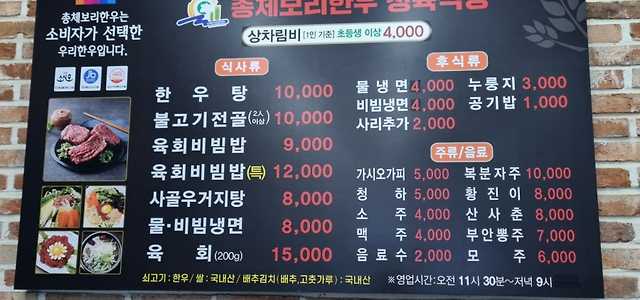 총체보리한우는
소비자가 선택한
우리한우입니다.
총체보리한우 정육식당
상차림비 [1인 기준] 초등생 이상 4,000
식사류
한우탕 10,000
불고기전골(2人 이상) 10,000
육회비빔밥 9,000
육회비빔밥(특) 12,000
사골우거지탕 8,000
물·비빔냉면 8,000
육회(200g) 15,000
후식류
물냉면 4,000
비빔냉면 4,000
사리추가 2,000
누룽지 3,000
공기밥 1,000
주류/음료
가시오가피 5,000
청하 5,000
소주 4,000
맥주 4,000
음료수 2,000
복분자주 10,000
황진이 8,000
산사춘 8,000
부안뽕주 7,000
모주 6,000
쇠고기 : 한우 / 쌀 : 국내산 / 배추김치(배추,고춧가루) : 국내산
※영업시간: 오전 11시 30분~저녁 9시